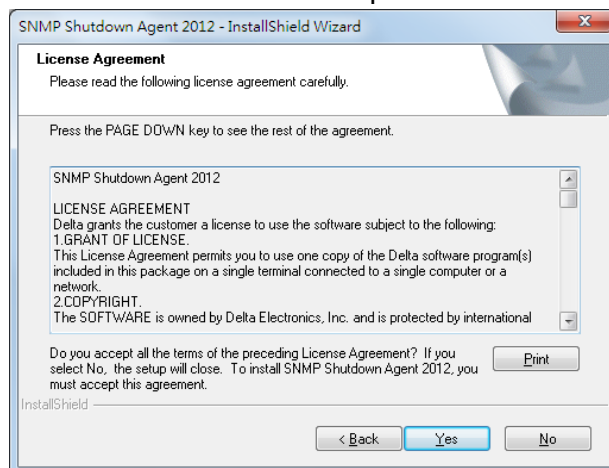 SNMP Shutdown Agent 2012 - InstallShield Wizard
License Agreement
Please read the following license agreement carefully.
Press the PAGE DOWN key to see the rest of the agreement.
SNMP Shutdown Agent 2012
LICENSE AGREEMENT
Delta grants the customer a license to use the software subject to the following:
1.GRANT OF LICENSE.
This License Agreement permits you to use one copy of the Delta software program(s)
included in this package on a single terminal connected to a single computer or a
network.
2.COPYRIGHT.
The SOFTWARE is owned by Delta Electronics, Inc. and is protected by international
Do you accept all the terms of the preceding License Agreement? If you
select No, the setup will close. To install SNMP Shutdown Agent 2012, you
must accept this agreement.
Print
InstallShield
< Back
Yes
No